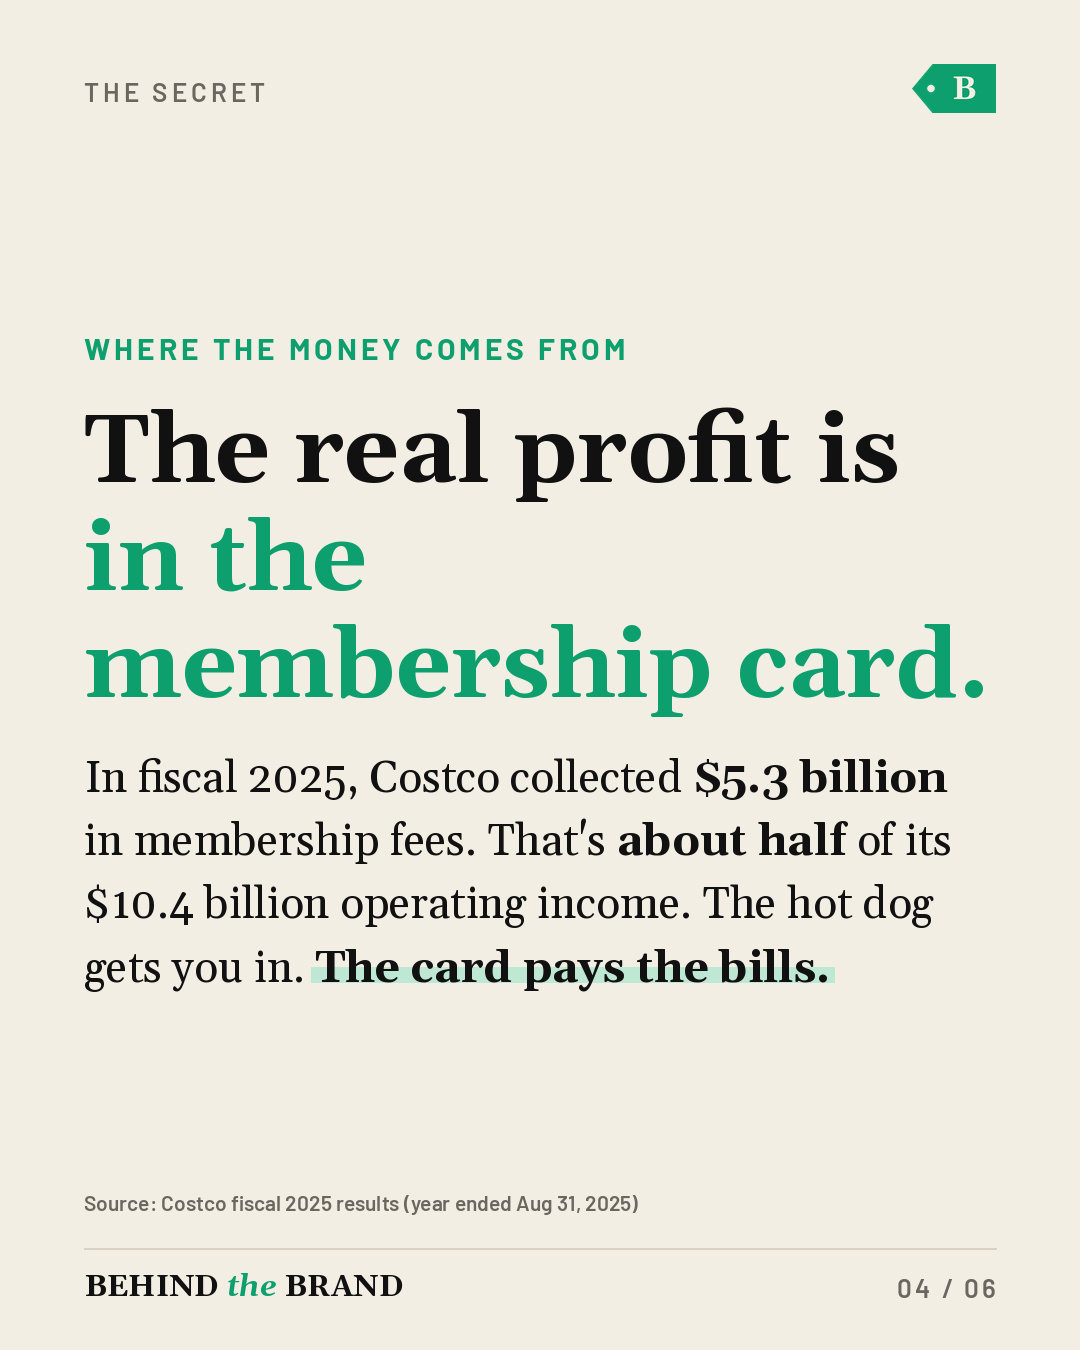 THE SECRET
B
WHERE THE MONEY COMES FROM
The real profit is
in the
membership card.
In fiscal 2025, Costco collected $5.3 billion
in membership fees. That's about half of its
$10.4 billion operating income. The hot dog
gets you in. The card pays the bills.
Source: Costco fiscal 2025 results (year ended Aug 31, 2025)
BEHIND the BRAND
04 / 06